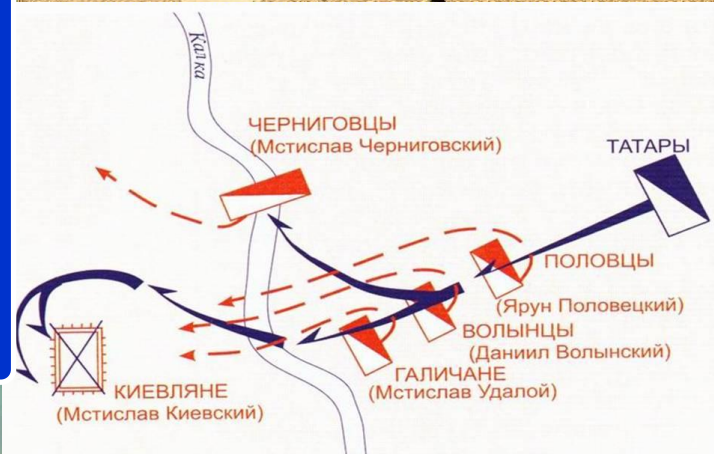 Калка
ЧЕРНИГОВЦЫ
(Мстислав Черниговский)
ТАТАРЫ
ПОЛОВЦЫ
(Ярун Половецкий)
ВОЛЫНЦЫ
(Даниил Волынский)
ГАЛИЧАНЕ
(Мстислав Удалой)
КИЕВЛЯНЕ
(Мстислав Киевский)